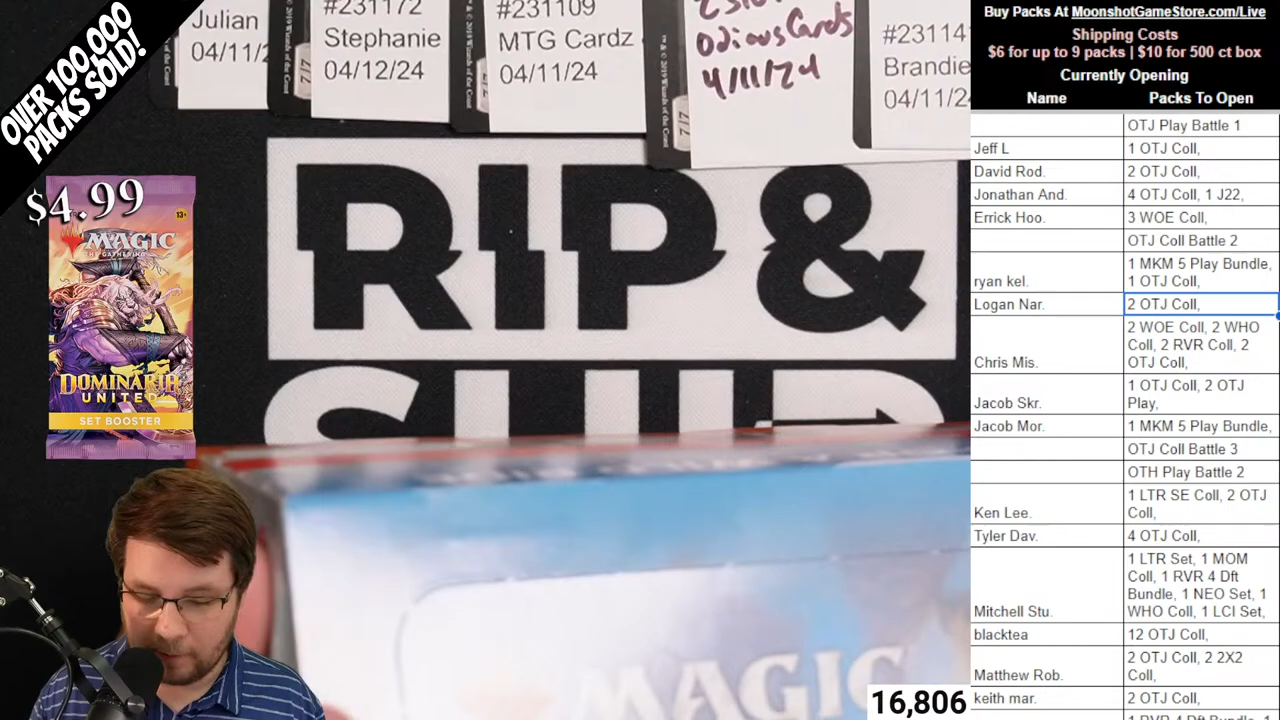 OVER 100,000
PACKS SOLD!
$4.99
13+
MAGIC
THE GATHERING
DOMINARIA
UNITED
SET BOOSTER
Julian
04/11/2
#231172
Stephanie
04/12/24
#231109
MTG Cardz
04/11/24
OdiousCards
4/11/24
#23114
Brandie
04/11/2
RIP &
SHIP
MAGIC
16,806
Buy Packs At MoonshotGameStore.com/Live
Shipping Costs
$6 for up to 9 packs | $10 for 500 ct box
Currently Opening
Name Packs To Open
OTJ Play Battle 1
Jeff L 1 OTJ Coll,
David Rod. 2 OTJ Coll,
Jonathan And. 4 OTJ Coll, 1 J22,
Errick Hoo. 3 WOE Coll,
OTJ Coll Battle 2
1 MKM 5 Play Bundle,
ryan kel. 1 OTJ Coll,
Logan Nar. 2 OTJ Coll,
2 WOE Coll, 2 WHO
Coll, 2 RVR Coll, 2
Chris Mis. OTJ Coll,
1 OTJ Coll, 2 OTJ
Jacob Skr. Play,
Jacob Mor. 1 MKM 5 Play Bundle,
OTJ Coll Battle 3
OTH Play Battle 2
1 LTR SE Coll, 2 OTJ
Ken Lee. Coll,
Tyler Dav. 4 OTJ Coll,
1 LTR Set, 1 MOM
Coll, 1 RVR 4 Dft
Bundle, 1 NEO Set, 1
Mitchell Stu. WHO Coll, 1 LCI Set,
blacktea 12 OTJ Coll,
2 OTJ Coll, 2 2X2
Matthew Rob. Coll,
keith mar. 2 OTJ Coll,
1 RVR 4 Dft Bundle, 1